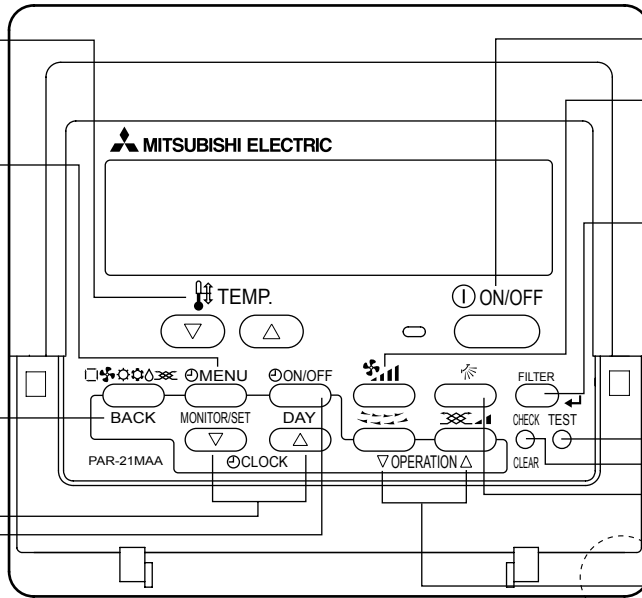 MITSUBISHI ELECTRIC
TEMP.
ON/OFF
MENU
ON/OFF
FILTER
BACK
MONITOR/SET
DAY
CHECK
TEST
PAR-21MAA
CLOCK
▽ OPERATION △
CLEAR